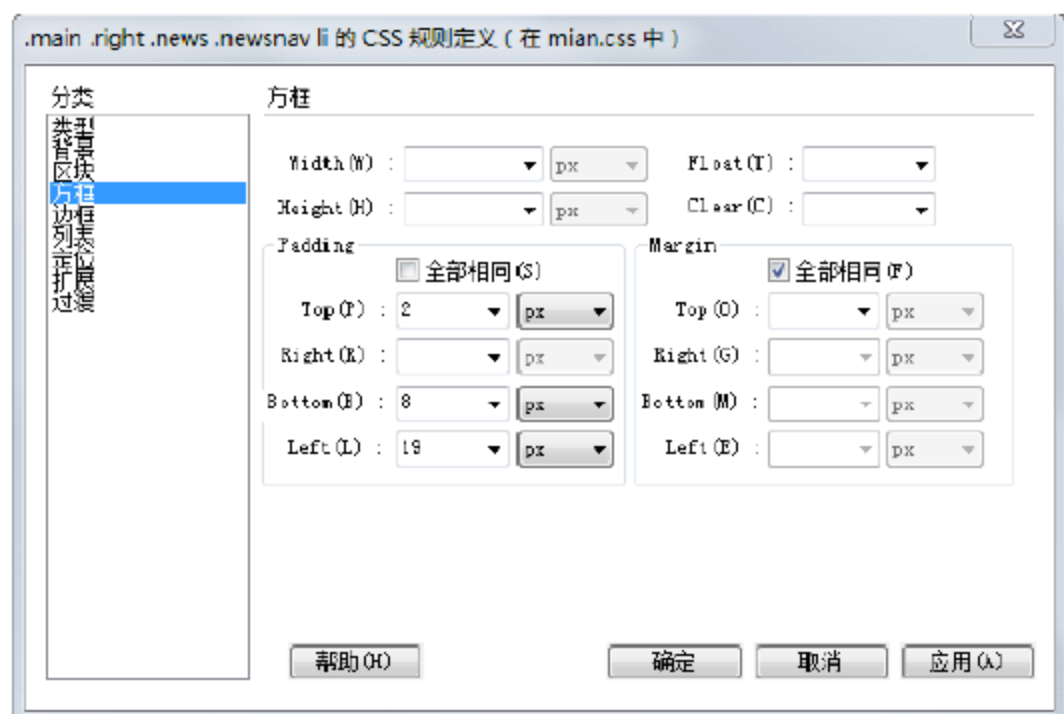 .main .right .news .newsnav li 的 CSS 规则定义（在 mian.css 中）
分类
类型
背景
区块
方框
边框
列表
定位
扩展
过渡
方框
Width(W) : px Float(T) :
Height(H) : px Clear(C) :
Padding
全部相同(S)
Top(P) : 2 px
Right(R) : px
Bottom(B) : 8 px
Left(L) : 19 px
Margin
全部相同(F)
Top(O) : px
Right(G) : px
Bottom(M) : px
Left(E) : px
帮助(H) 确定 取消 应用(A)